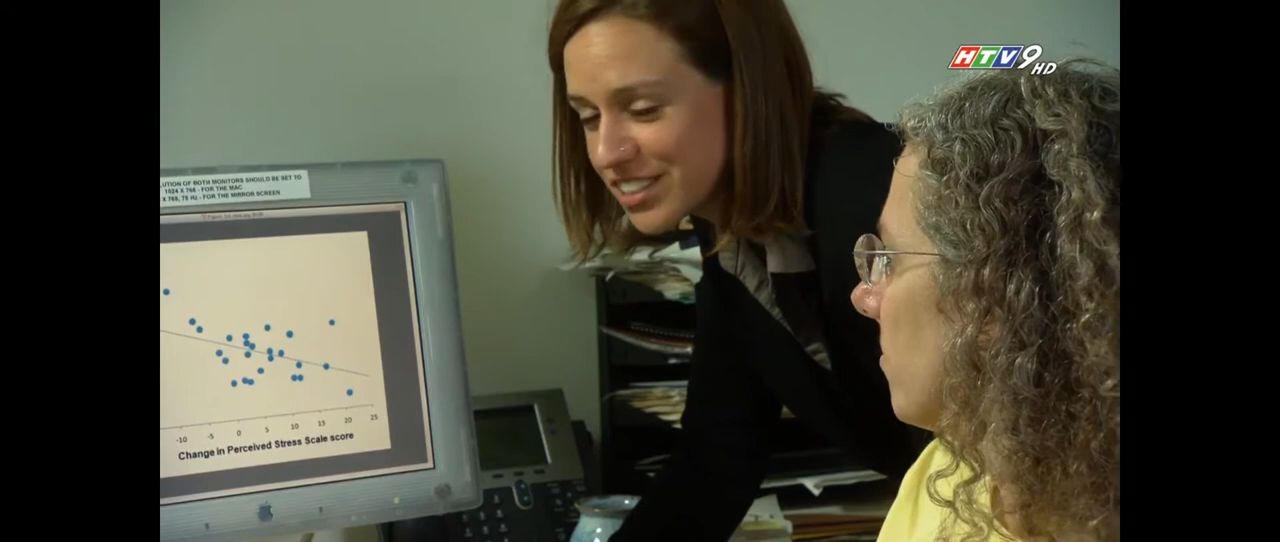 HTV9
HD
LUTION OF BOTH MONITORS SHOULD BE SET TO
1024 X 768 - FOR THE MAC
X 768, 75 Hz - FOR THE MIRROR SCREEN
-10 -5 0 5 10 15 20 25
Change in Perceived Stress Scale score